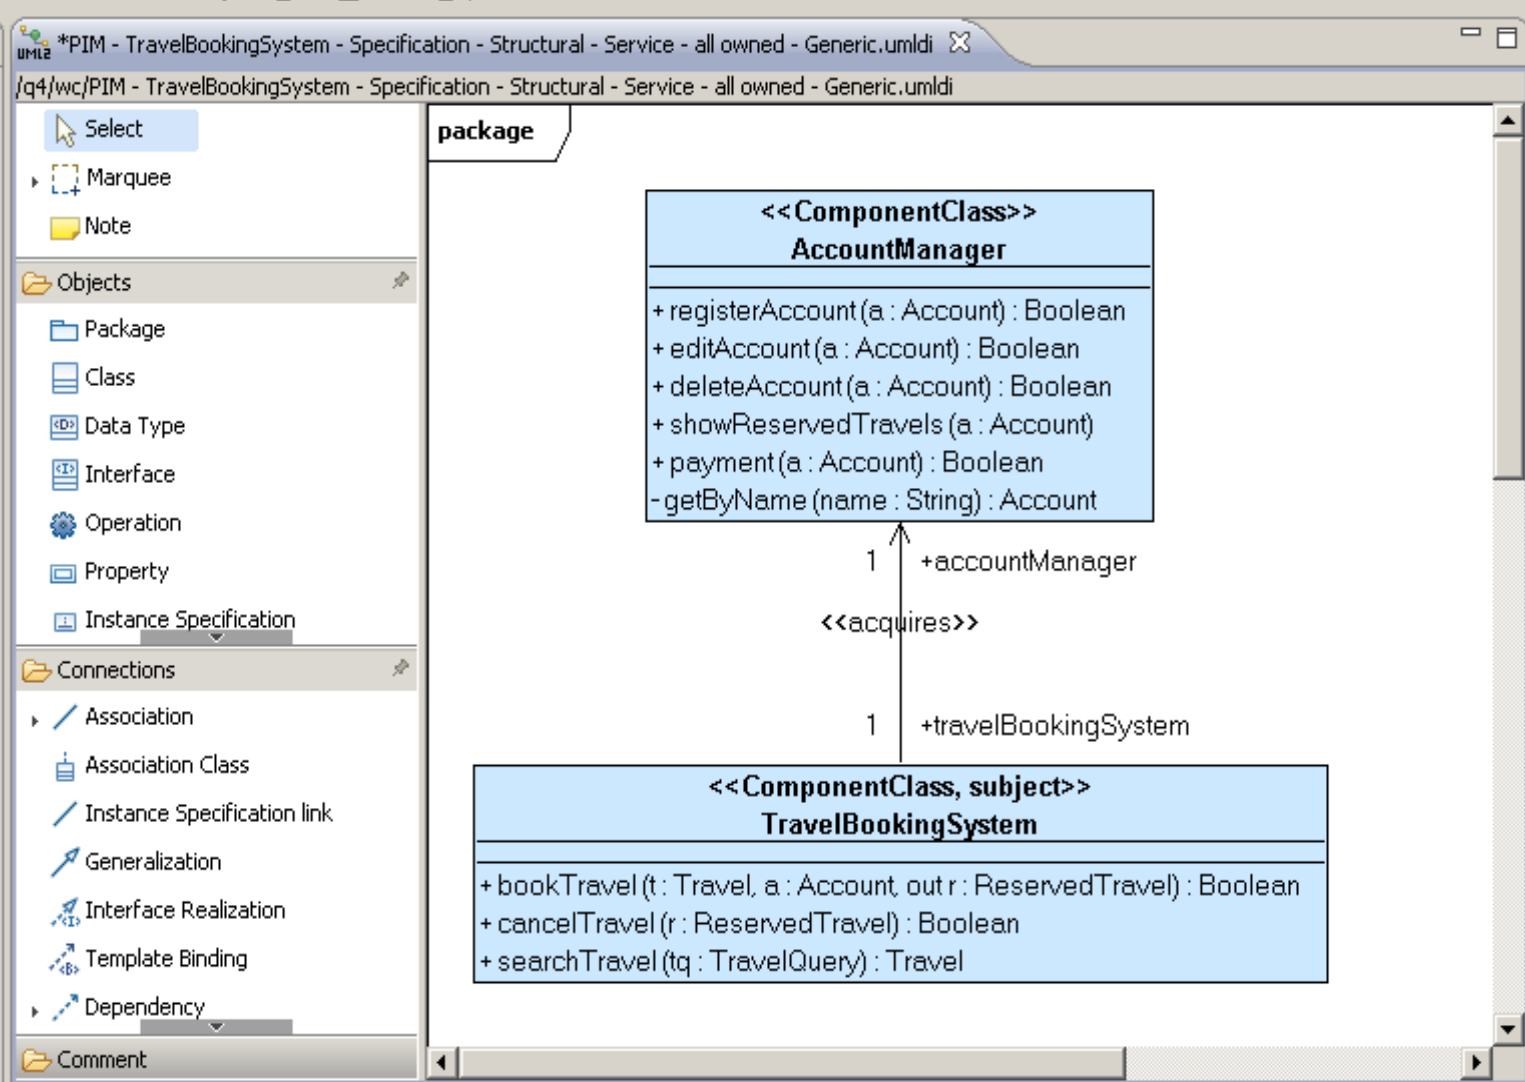 *PIM - TravelBookingSystem - Specification - Structural - Service - all owned - Generic.umldi
/q4/wc/PIM - TravelBookingSystem - Specification - Structural - Service - all owned - Generic.umldi
Select
Marquee
Note
Objects
Package
Class
Data Type
Interface
Operation
Property
Instance Specification
Connections
Association
Association Class
Instance Specification link
Generalization
Interface Realization
Template Binding
Dependency
Comment
package
<<ComponentClass>>
AccountManager
+ registerAccount (a : Account) : Boolean
+ editAccount (a : Account) : Boolean
+ deleteAccount (a : Account) : Boolean
+ showReservedTravels (a : Account)
+ payment (a : Account) : Boolean
- getByName (name : String) : Account
1 +accountManager
<<acquires>>
1 +travelBookingSystem
<<ComponentClass, subject>>
TravelBookingSystem
+ bookTravel (t : Travel, a : Account, out r : ReservedTravel) : Boolean
+ cancelTravel (r : ReservedTravel) : Boolean
+ searchTravel (tq : TravelQuery) : Travel